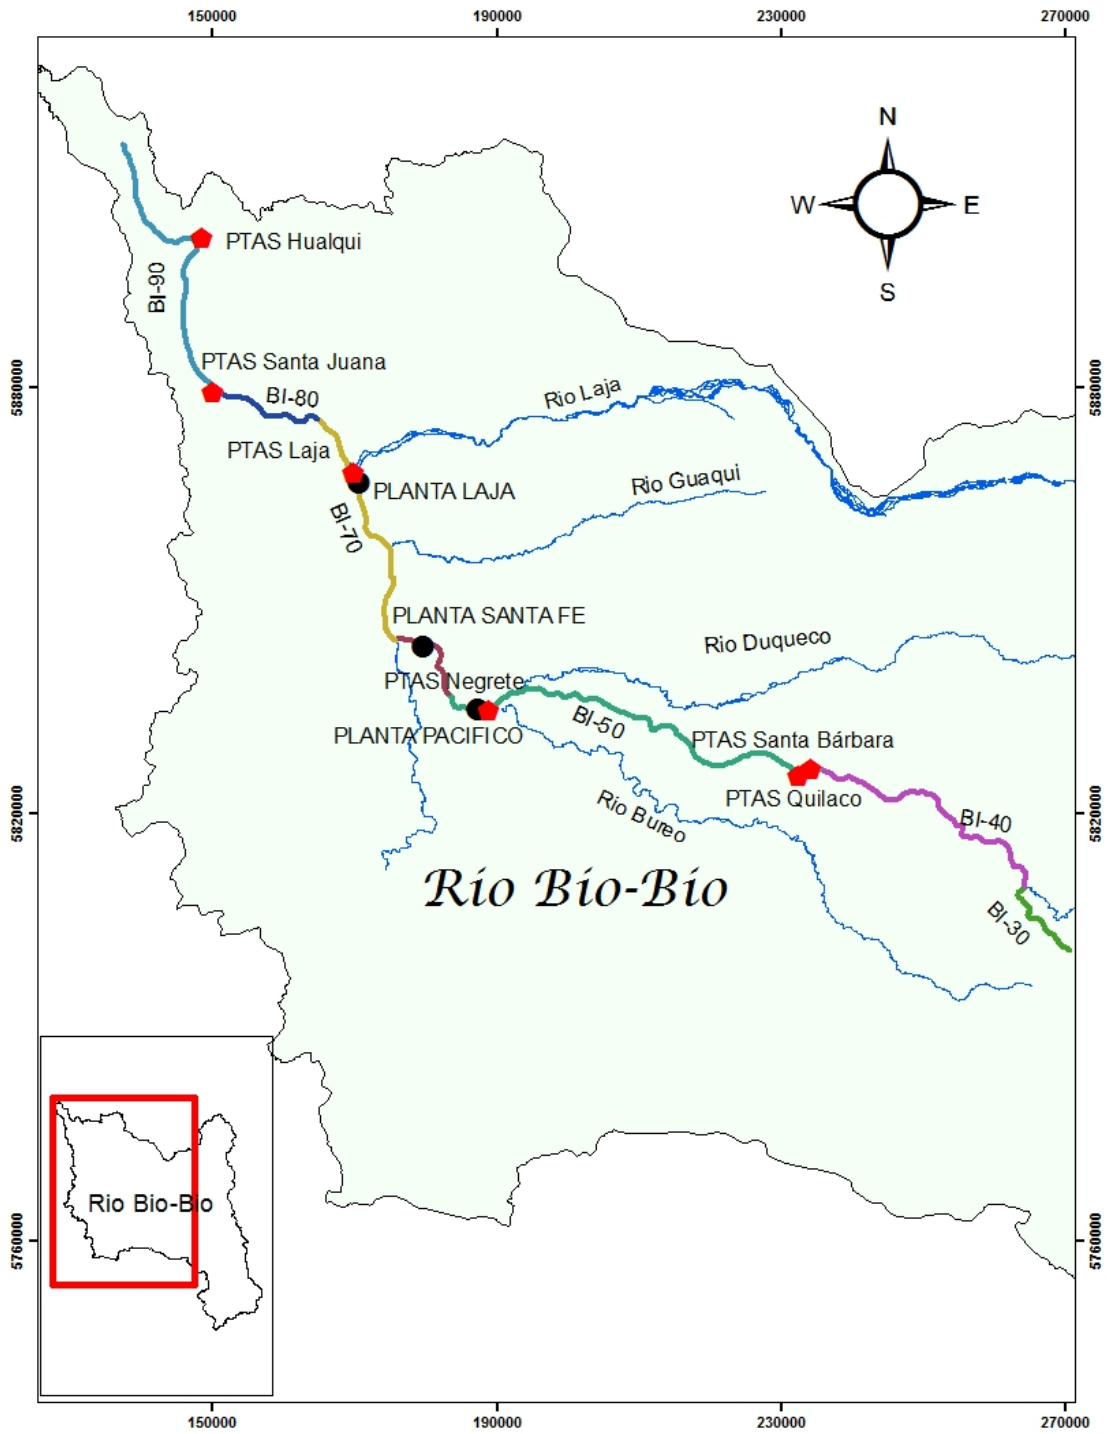 150000
190000
230000
270000
N
W
E
S
PTAS Hualqui
BI-90
PTAS Santa Juana
5880000
5880000
BI-80
Rio Laja
PTAS Laja
PLANTA LAJA
Rio Guaqui
BI-70
PLANTA SANTA FE
Rio Duqueco
PTAS Negrete
PLANTA PACIFICO
BI-50
PTAS Santa Bárbara
PTAS Quilaco
Rio Bureo
5820000
5820000
BI-40
Río Bío-Bío
BI-30
Rio Bio-Bio
5760000
5760000
150000
190000
230000
270000